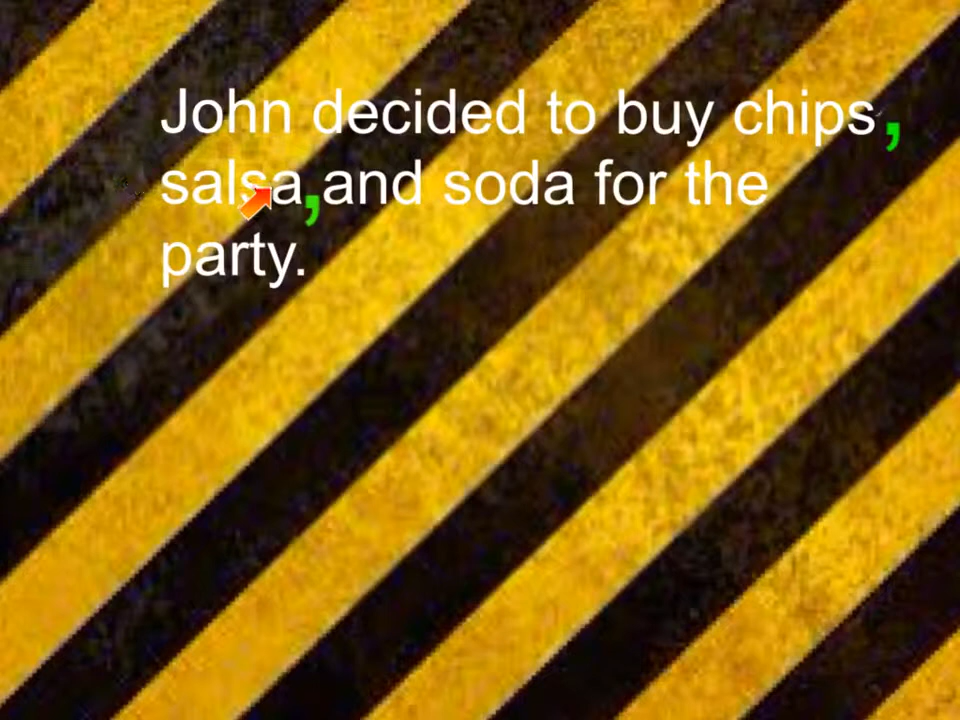 John decided to buy chips,
salsa,and soda for the
party.